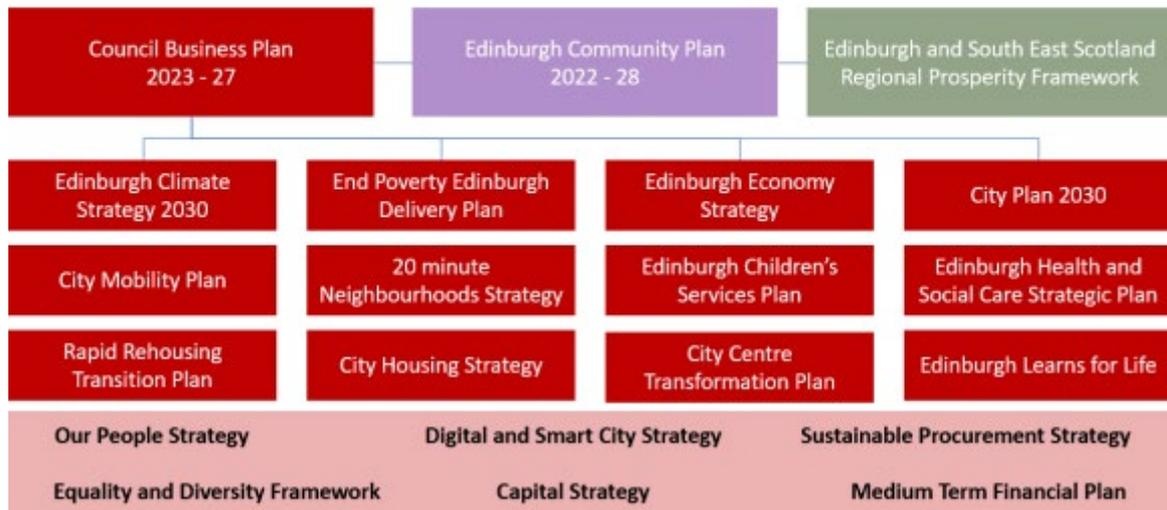 Council Business Plan
2023 - 27
Edinburgh Community Plan
2022 - 28
Edinburgh and South East Scotland
Regional Prosperity Framework
Edinburgh Climate
Strategy 2030
End Poverty Edinburgh
Delivery Plan
Edinburgh Economy
Strategy
City Plan 2030
City Mobility Plan
20 minute
Neighbourhoods Strategy
Edinburgh Children's
Services Plan
Edinburgh Health and
Social Care Strategic Plan
Rapid Rehousing
Transition Plan
City Housing Strategy
City Centre
Transformation Plan
Edinburgh Learns for Life
Our People Strategy
Digital and Smart City Strategy
Sustainable Procurement Strategy
Equality and Diversity Framework
Capital Strategy
Medium Term Financial Plan